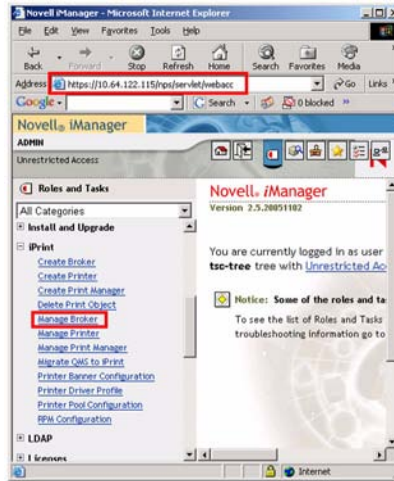 Novell iManager - Microsoft Internet Explorer
File Edit View Favorites Tools Help
Back Forward Stop Refresh Home Search Favorites Media
Address https://10.64.122.115/nps/servlet/webacc Go Links
Google Search 0 blocked
Novell® iManager
ADMIN
Unrestricted Access
Roles and Tasks
All Categories
Install and Upgrade
iPrint
Create Broker
Create Printer
Create Print Manager
Delete Print Object
Manage Broker
Manage Printer
Manage Print Manager
Migrate QMS to iPrint
Printer Banner Configuration
Printer Driver Profile
Printer Pool Configuration
RPM Configuration
LDAP
Licenses
Novell® iManager
Version 2.5.20051102
You are currently logged in as user
tsc-tree tree with Unrestricted Ac
Notice: Some of the roles and ta
To see the list of Roles and Tasks
troubleshooting information go to
Internet